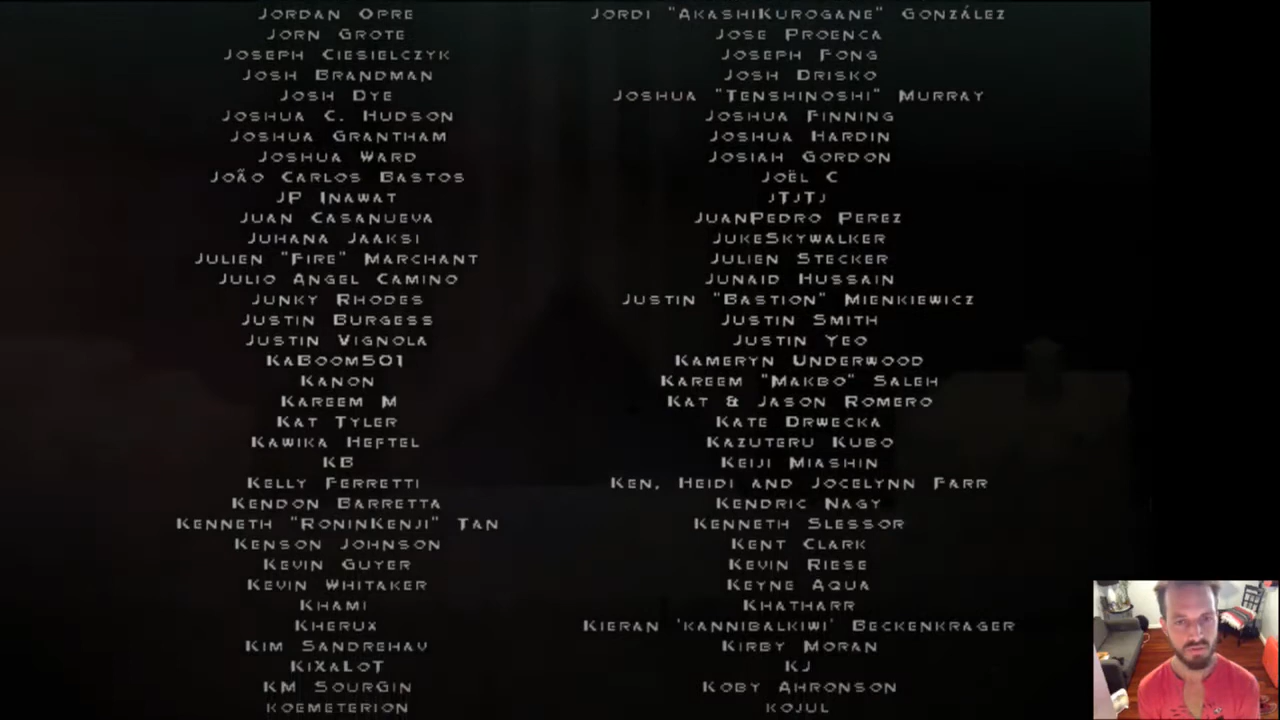 Jordan Opre
Jordi "AkashiKurogane" González
Jorn Grote
Jose Proenca
Joseph Ciesielczyk
Joseph Fong
Josh Brandman
Josh Drisko
Josh Dye
Joshua "Tenshinoshi" Murray
Joshua C. Hudson
Joshua Finning
Joshua Grantham
Joshua Hardin
Joshua Ward
Josiah Gordon
João Carlos Bastos
Joël C
JP Inawat
JTJTJ
Juan Casanueva
JuanPedro Perez
Juhana Jaaksi
JukeSkywalker
Julien "Fire" Marchant
Julien Stecker
Julio Angel Camino
Junaid Hussain
Junky Rhodes
Justin "Bastion" Mienkiewicz
Justin Burgess
Justin Smith
Justin Vignola
Justin Yeo
KaBoom501
Kameryn Underwood
Kanon
Kareem "Makbo" Saleh
Kareem M
Kat & Jason Romero
Kat Tyler
Kate Drwecka
Kawika Heftel
Kazuteru Kubo
KB
Keiji Miashin
Kelly Ferretti
Ken, Heidi and Jocelynn Farr
Kendon Barretta
Kendric Nagy
Kenneth "RoninKenji" Tan
Kenneth Slessor
Kenson Johnson
Kent Clark
Kevin Guyer
Kevin Riese
Kevin Whitaker
Keyne Aqua
Khami
Khatharr
Kherux
Kieran 'kannibalkiwi' Beckenkrager
Kim Sandrehav
Kirby Moran
KiXaLoT
KJ
KM SourGin
Koby Ahronson
koemeterion
kojul